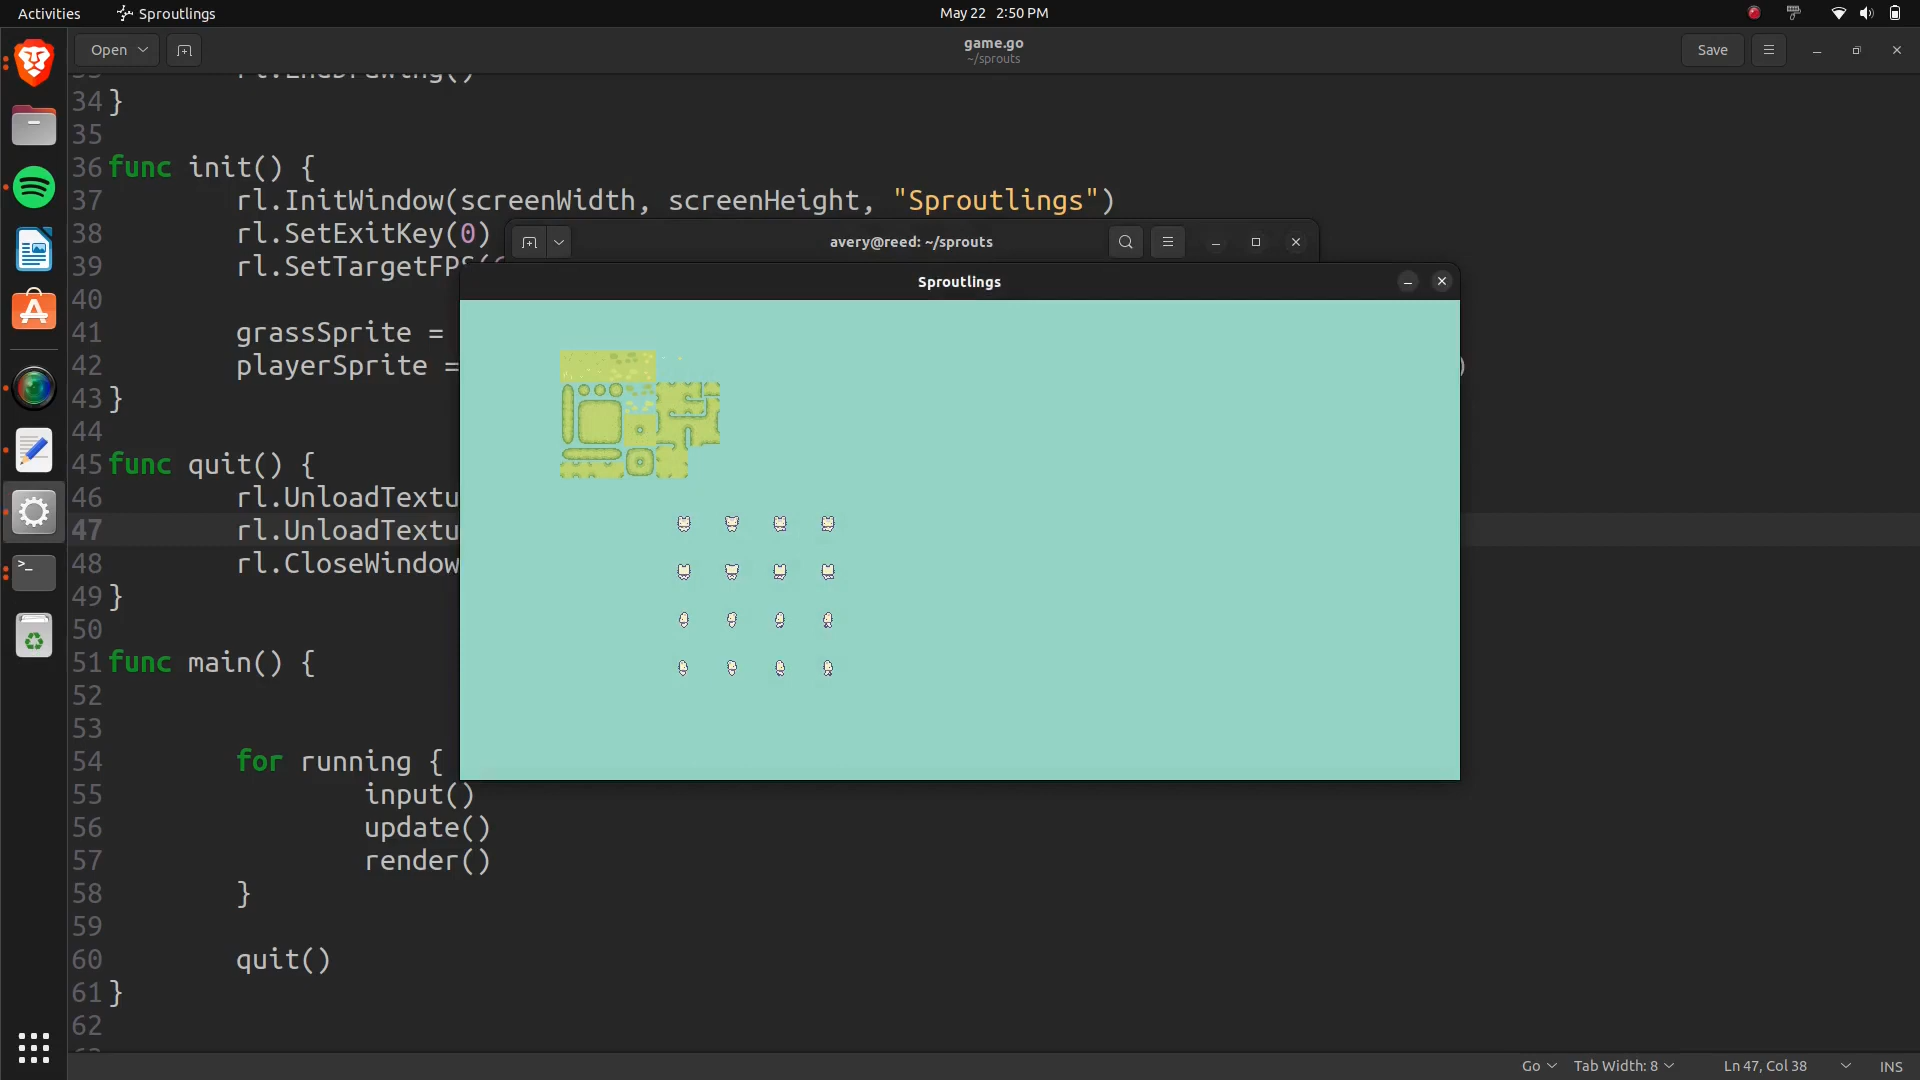 Activities
Sproutlings
May 22 2:50 PM
Open
game.go
~/sprouts
Save
34 }
35
36 func init() {
37 rl.InitWindow(screenWidth, screenHeight, "Sproutlings")
38 rl.SetExitKey(0)
39 rl.SetTargetFPS(
40
41 grassSprite =
42 playerSprite = )
43 }
44
45 func quit() {
46 rl.UnloadTextu
47 rl.UnloadTextu
48 rl.CloseWindow
49 }
50
51 func main() {
52
53
54 for running {
55 input()
56 update()
57 render()
58 }
59
60 quit()
61 }
62
avery@reed: ~/sprouts
Sproutlings
Go
Tab Width: 8
Ln 47, Col 38
INS